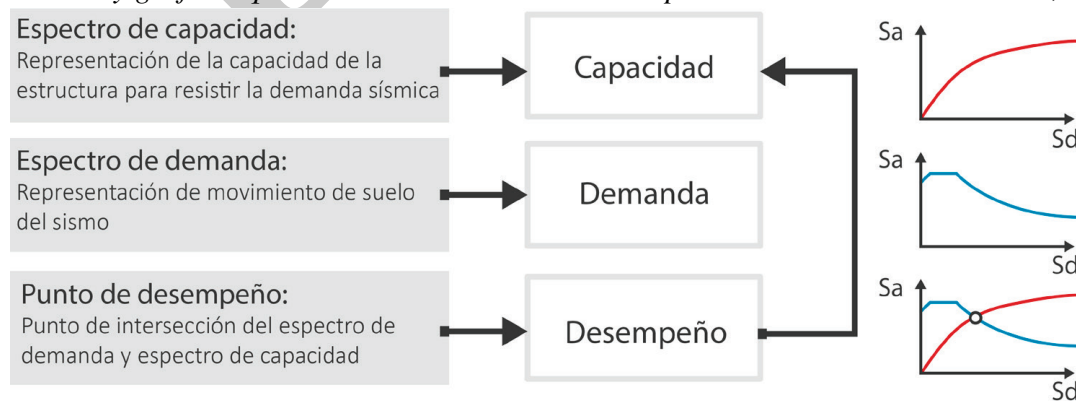 Espectro de capacidad:
Representación de la capacidad de la
estructura para resistir la demanda sísmica
Capacidad
Sa
Sd
Espectro de demanda:
Representación de movimiento de suelo
del sismo
Demanda
Sa
Sd
Punto de desempeño:
Punto de intersección del espectro de
demanda y espectro de capacidad
Desempeño
Sa
Sd